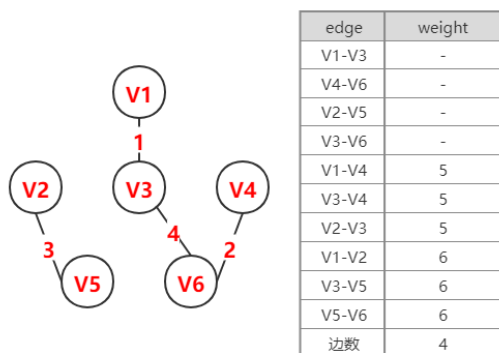 V1
1
V2
V3
V4
3
4
2
V5
V6
edge weight
V1-V3 -
V4-V6 -
V2-V5 -
V3-V6 -
V1-V4 5
V3-V4 5
V2-V3 5
V1-V2 6
V3-V5 6
V5-V6 6
边数 4